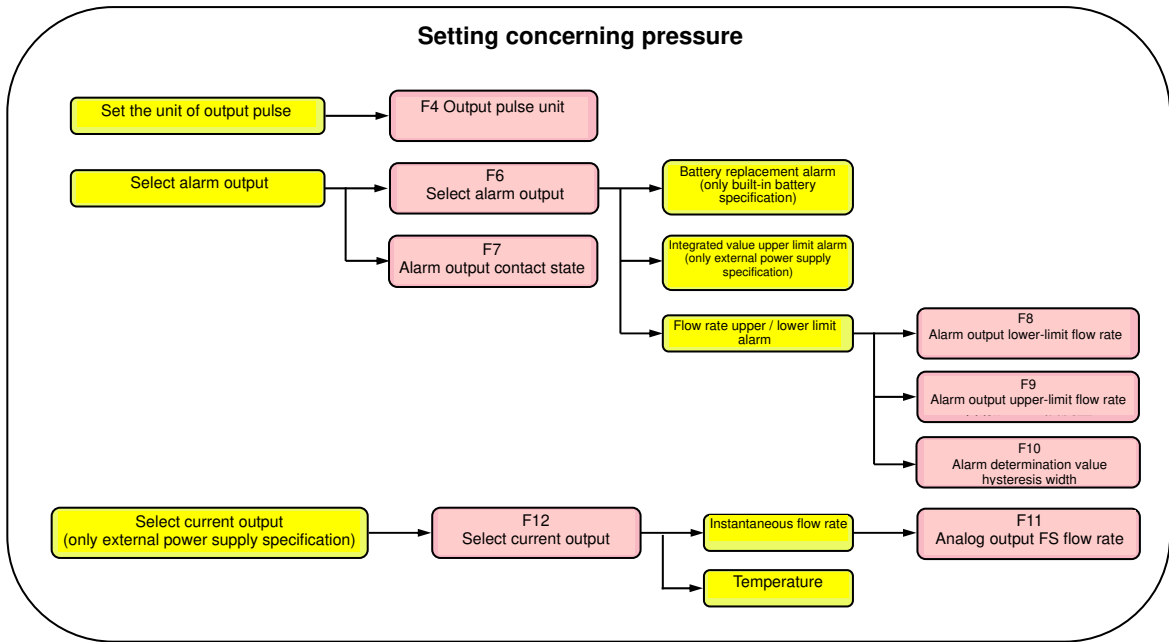 Setting concerning pressure
Set the unit of output pulse
F4 Output pulse unit
Select alarm output
F6
Select alarm output
Battery replacement alarm
(only built-in battery
specification)
F7
Alarm output contact state
Integrated value upper limit alarm
(only external power supply
specification)
Flow rate upper / lower limit
alarm
F8
Alarm output lower-limit flow rate
F9
Alarm output upper-limit flow rate
F10
Alarm determination value
hysteresis width
Select current output
(only external power supply specification)
F12
Select current output
Instantaneous flow rate
F11
Analog output FS flow rate
Temperature